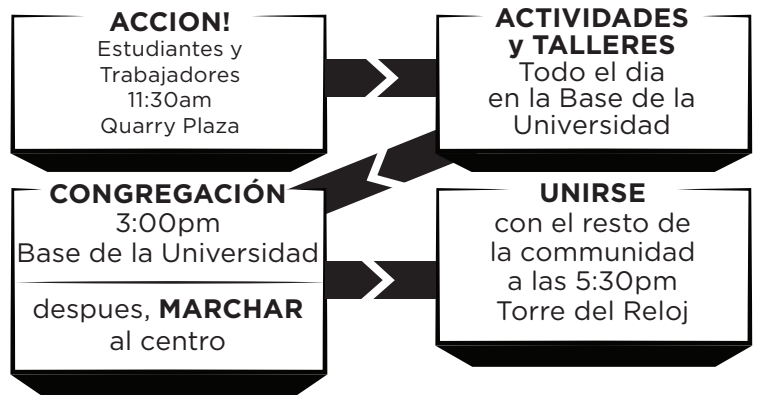 ACCION!
Estudiantes y
Trabajadores
11:30am
Quarry Plaza
ACTIVIDADES
y TALLERES
Todo el dia
en la Base de la
Universidad
CONGREGACIÓN
3:00pm
Base de la Universidad
despues, MARCHAR
al centro
UNIRSE
con el resto de
la communidad
a las 5:30pm
Torre del Reloj